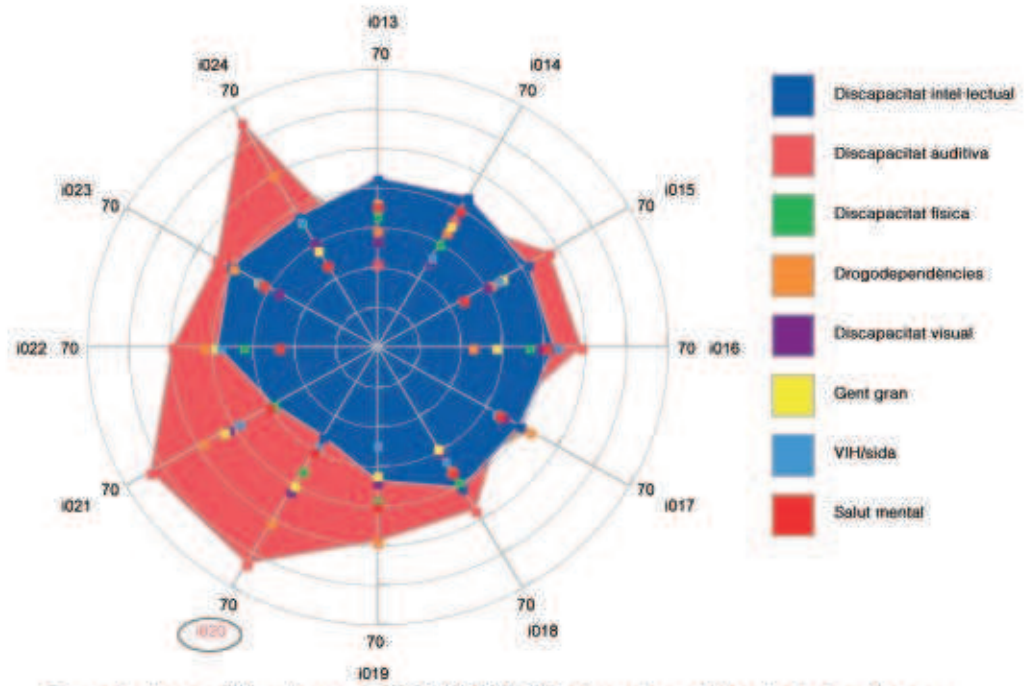 i013
70
i024
70
i014
70
i023
70
i015
70
i022 70
70 i016
i021
70
i017
70
i020
70
i018
70
i019
70
Discapacitat intel·lectual
Discapacitat auditiva
Discapacitat física
Drogodependències
Discapacitat visual
Gent gran
VIH/sida
Salut mental